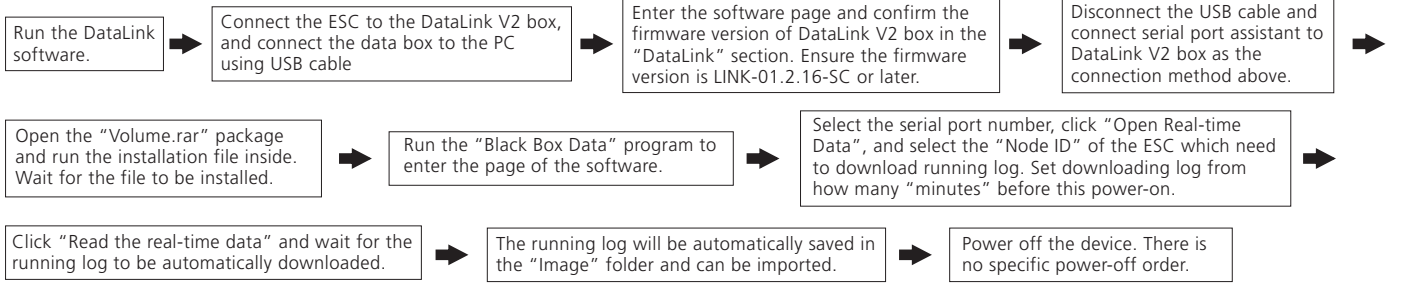 Run the DataLink
software.
Connect the ESC to the DataLink V2 box,
and connect the data box to the PC
using USB cable
Enter the software page and confirm the
firmware version of DataLink V2 box in the
“DataLink” section. Ensure the firmware
version is LINK-01.2.16-SC or later.
Disconnect the USB cable and
connect serial port assistant to
DataLink V2 box as the
connection method above.
Open the “Volume.rar” package
and run the installation file inside.
Wait for the file to be installed.
Run the “Black Box Data” program to
enter the page of the software.
Select the serial port number, click “Open Real-time
Data”, and select the “Node ID” of the ESC which need
to download running log. Set downloading log from
how many “minutes” before this power-on.
Click “Read the real-time data” and wait for the
running log to be automatically downloaded.
The running log will be automatically saved in
the “Image” folder and can be imported.
Power off the device. There is
no specific power-off order.